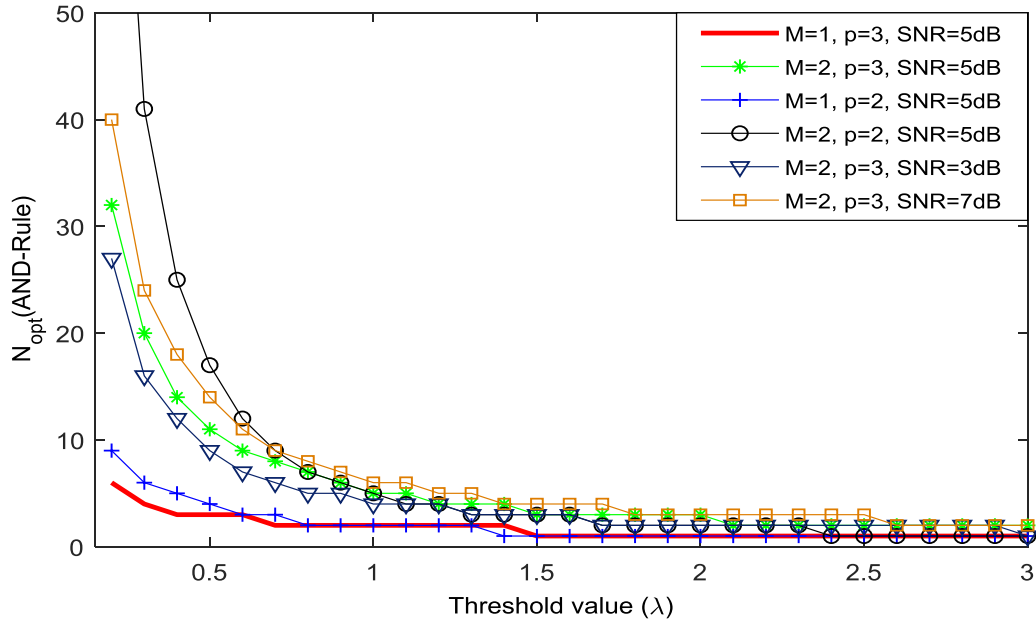 50
40
30
20
10
0
N_opt(AND-Rule)
M=1, p=3, SNR=5dB
M=2, p=3, SNR=5dB
M=1, p=2, SNR=5dB
M=2, p=2, SNR=5dB
M=2, p=3, SNR=3dB
M=2, p=3, SNR=7dB
0.5 1 1.5 2 2.5 3
Threshold value (λ)